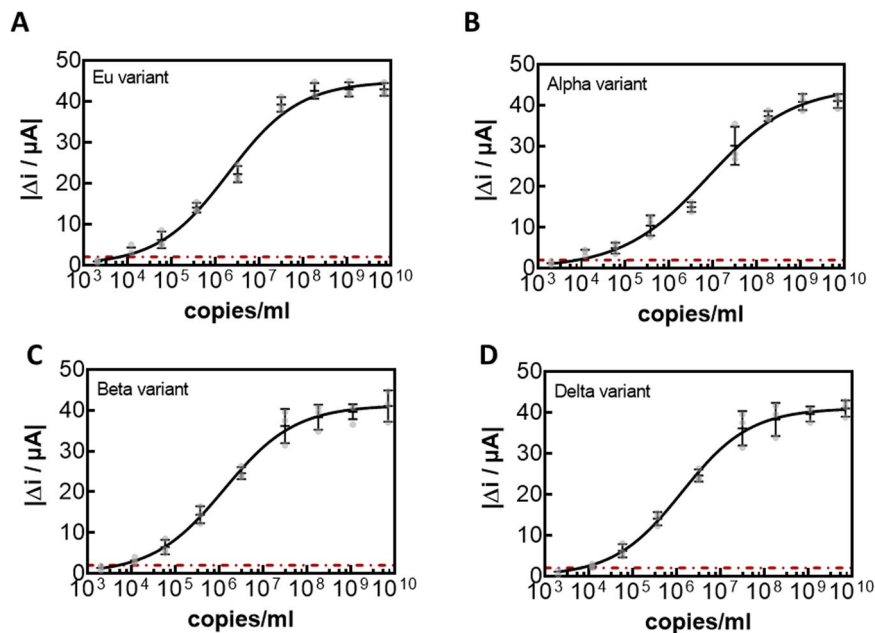 A
Eu variant
50
40
30
20
10
0
|Δi / µA|
10³ 10⁴ 10⁵ 10⁶ 10⁷ 10⁸ 10⁹ 10¹⁰
copies/ml
B
Alpha variant
50
40
30
20
10
0
|Δi / µA|
10³ 10⁴ 10⁵ 10⁶ 10⁷ 10⁸ 10⁹ 10¹⁰
copies/ml
C
Beta variant
50
40
30
20
10
0
|Δi / µA|
10³ 10⁴ 10⁵ 10⁶ 10⁷ 10⁸ 10⁹ 10¹⁰
copies/ml
D
Delta variant
50
40
30
20
10
0
|Δi / µA|
10³ 10⁴ 10⁵ 10⁶ 10⁷ 10⁸ 10⁹ 10¹⁰
copies/ml